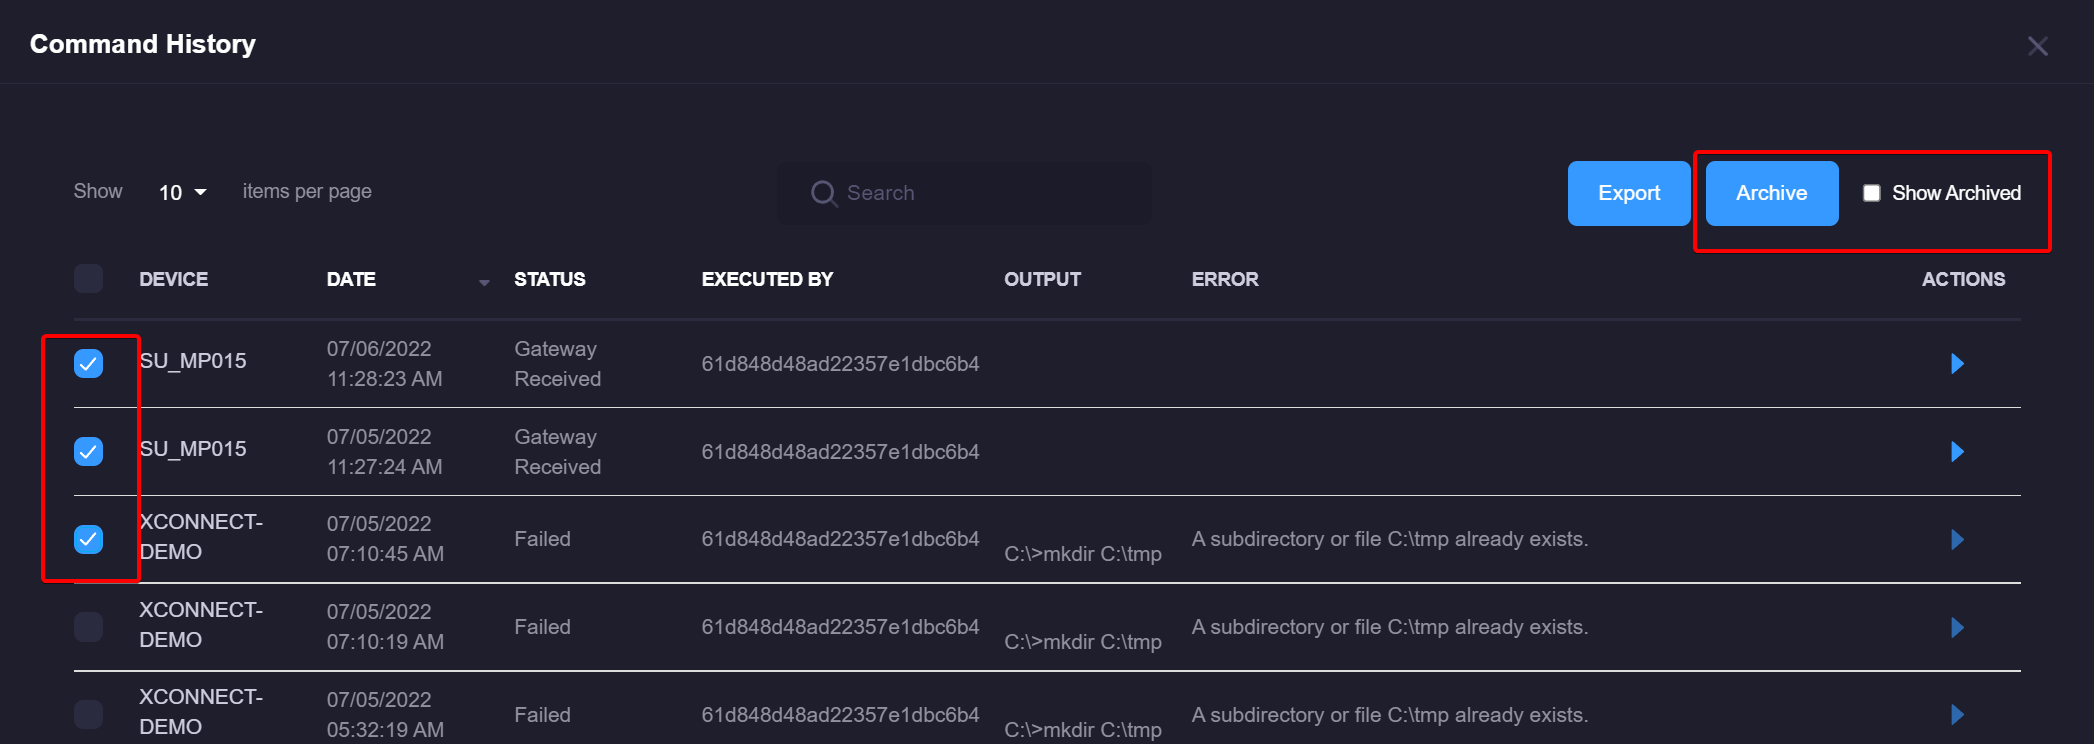 Command History
Show 10 items per page Search Export Archive Show Archived
DEVICE DATE STATUS EXECUTED BY OUTPUT ERROR ACTIONS
SU_MP015 07/06/2022 11:28:23 AM Gateway Received 61d848d48ad22357e1dbc6b4
SU_MP015 07/05/2022 11:27:24 AM Gateway Received 61d848d48ad22357e1dbc6b4
XCONNECT-DEMO 07/05/2022 07:10:45 AM Failed 61d848d48ad22357e1dbc6b4 C:\>mkdir C:\tmp A subdirectory or file C:\tmp already exists.
XCONNECT-DEMO 07/05/2022 07:10:19 AM Failed 61d848d48ad22357e1dbc6b4 C:\>mkdir C:\tmp A subdirectory or file C:\tmp already exists.
XCONNECT-DEMO 07/05/2022 05:32:19 AM Failed 61d848d48ad22357e1dbc6b4 C:\>mkdir C:\tmp A subdirectory or file C:\tmp already exists.